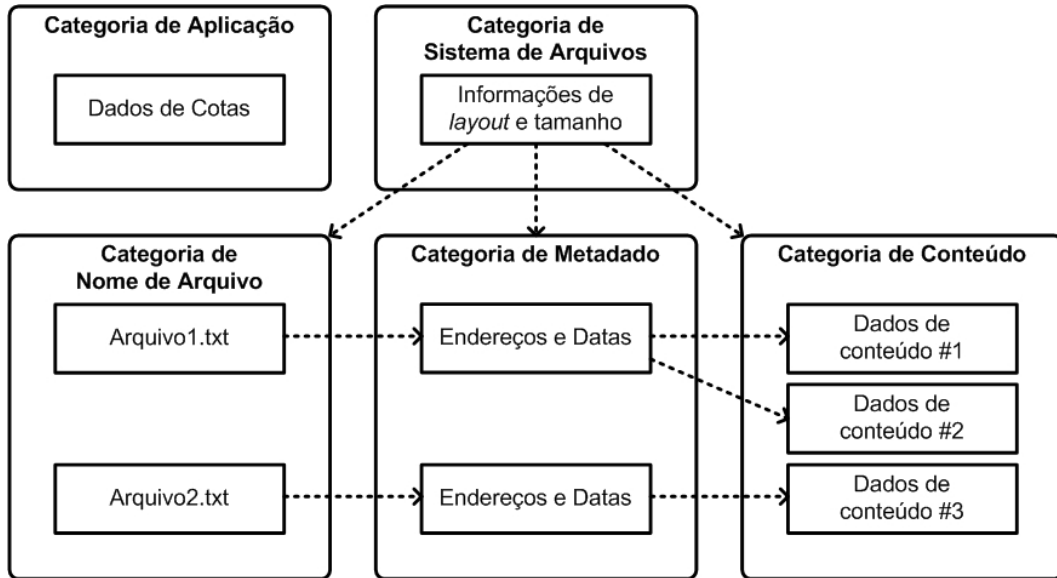 Categoria de Aplicação
Dados de Cotas
Categoria de
Sistema de Arquivos
Informações de
layout e tamanho
Categoria de
Nome de Arquivo
Arquivo1.txt
Arquivo2.txt
Categoria de Metadado
Endereços e Datas
Endereços e Datas
Categoria de Conteúdo
Dados de
conteúdo #1
Dados de
conteúdo #2
Dados de
conteúdo #3